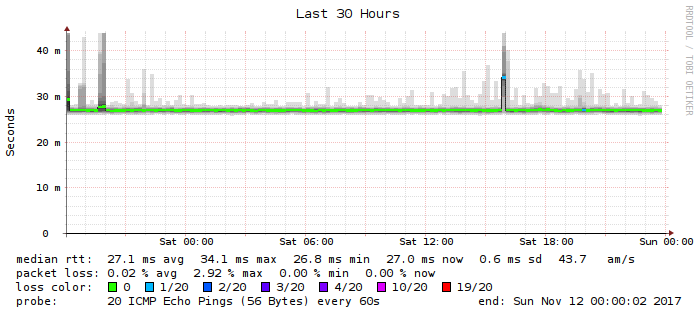 Last 30 Hours
RRDTOOL / TOBI OETIKER
Seconds
40 m
30 m
20 m
10 m
0
Sat 00:00 Sat 06:00 Sat 12:00 Sat 18:00 Sun 00:00
median rtt: 27.1 ms avg 34.1 ms max 26.8 ms min 27.0 ms now 0.6 ms sd 43.7 am/s
packet loss: 0.02 % avg 2.92 % max 0.00 % min 0.00 % now
loss color: 0 1/20 2/20 3/20 4/20 10/20 19/20
probe: 20 ICMP Echo Pings (56 Bytes) every 60s end: Sun Nov 12 00:00:02 2017